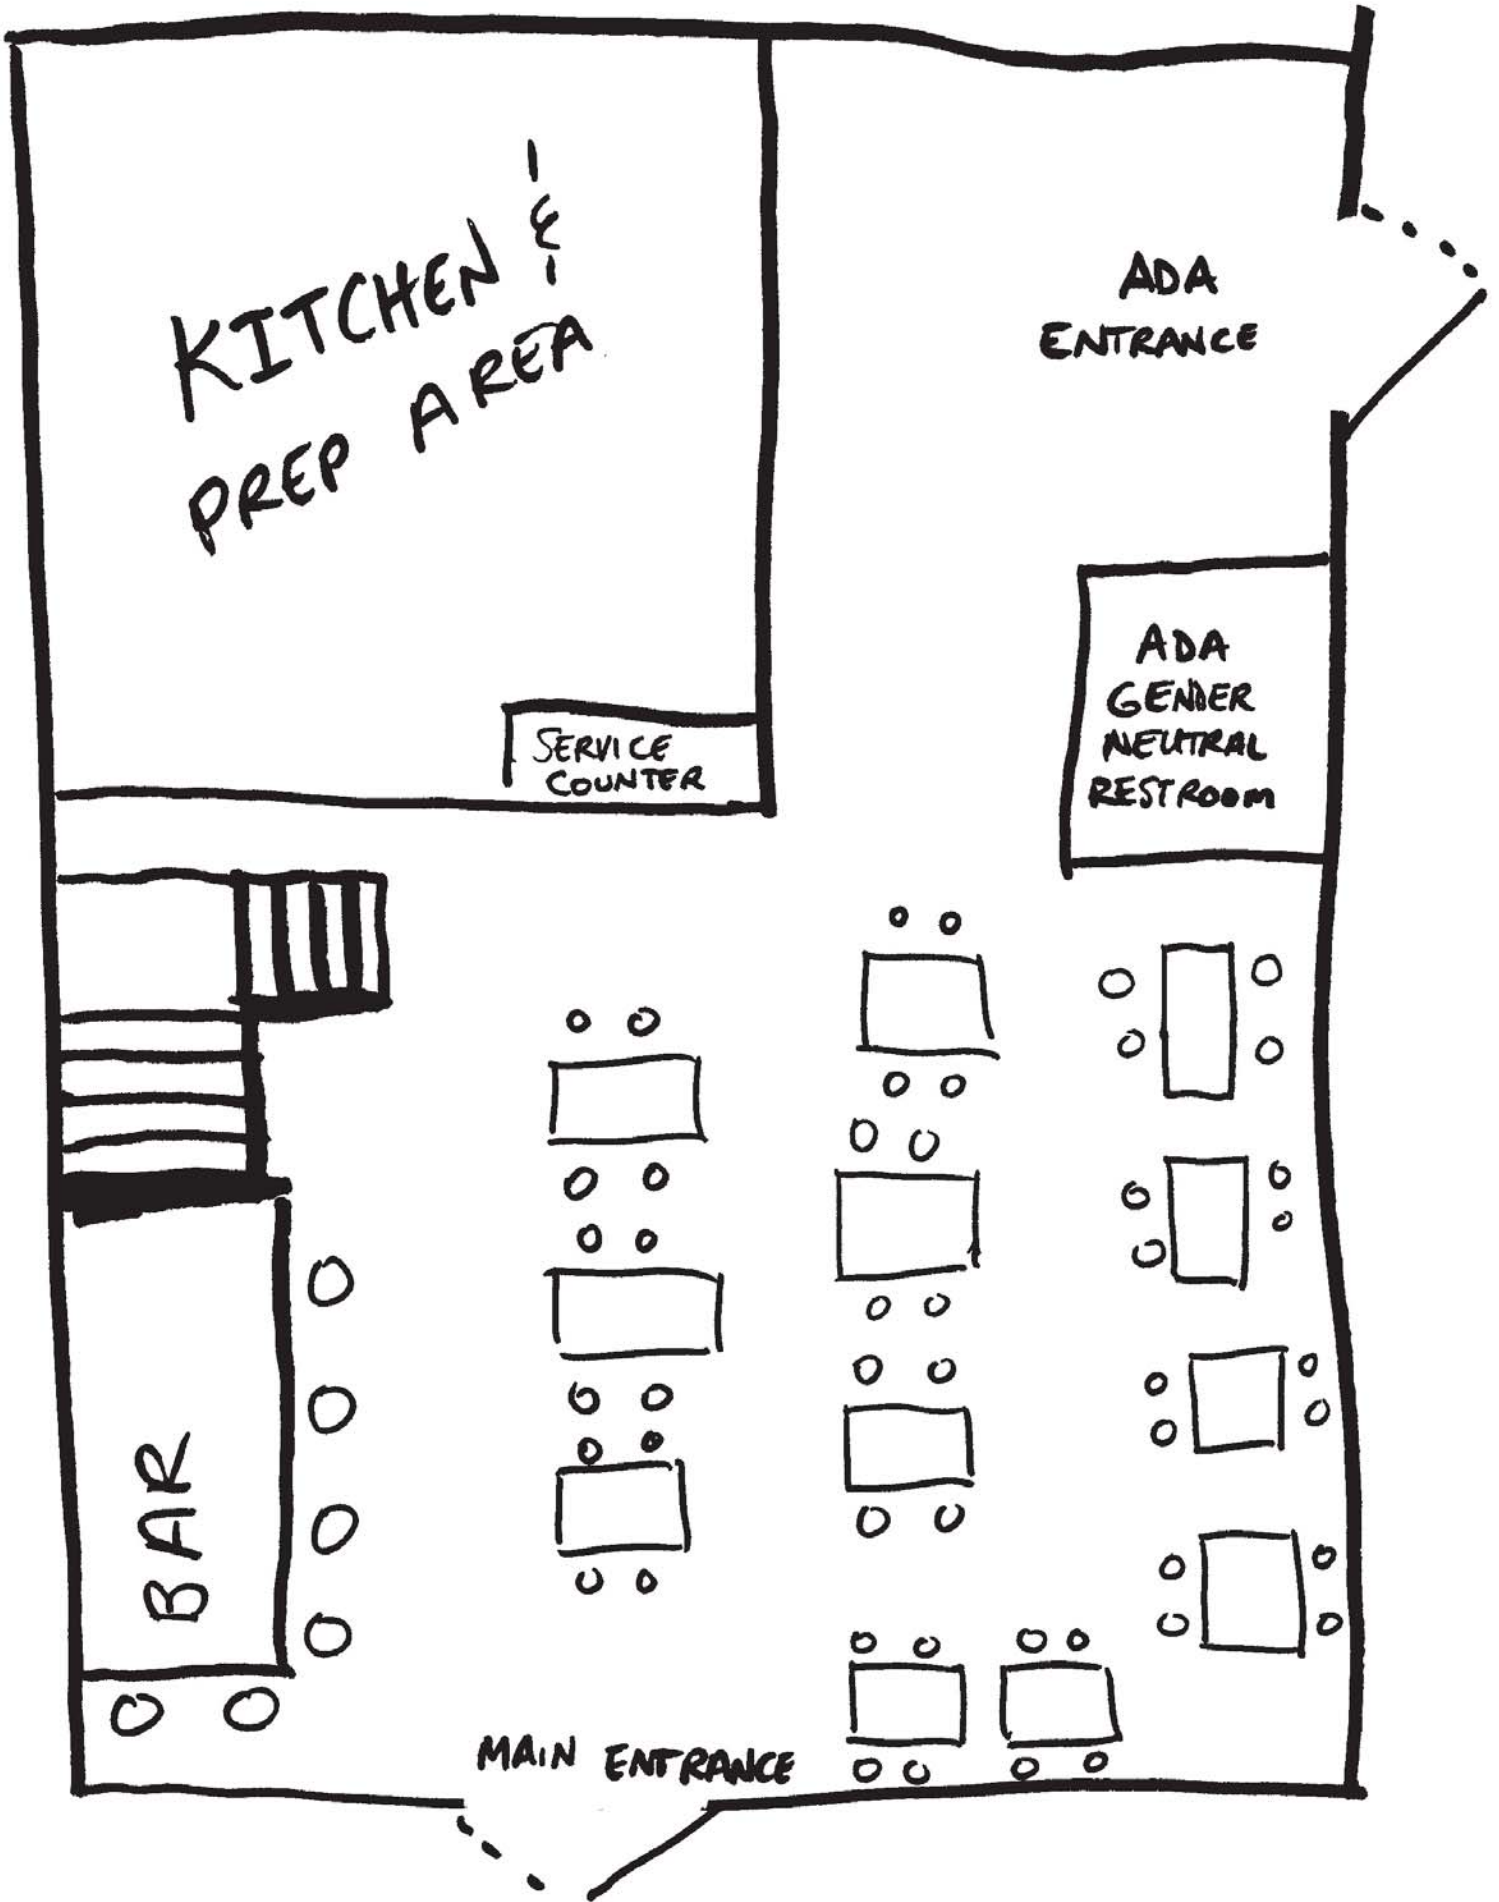 KITCHEN &
PREP AREA
ADA
ENTRANCE
SERVICE
COUNTER
ADA
GENDER
NEUTRAL
RESTROOM
BAR
MAIN ENTRANCE